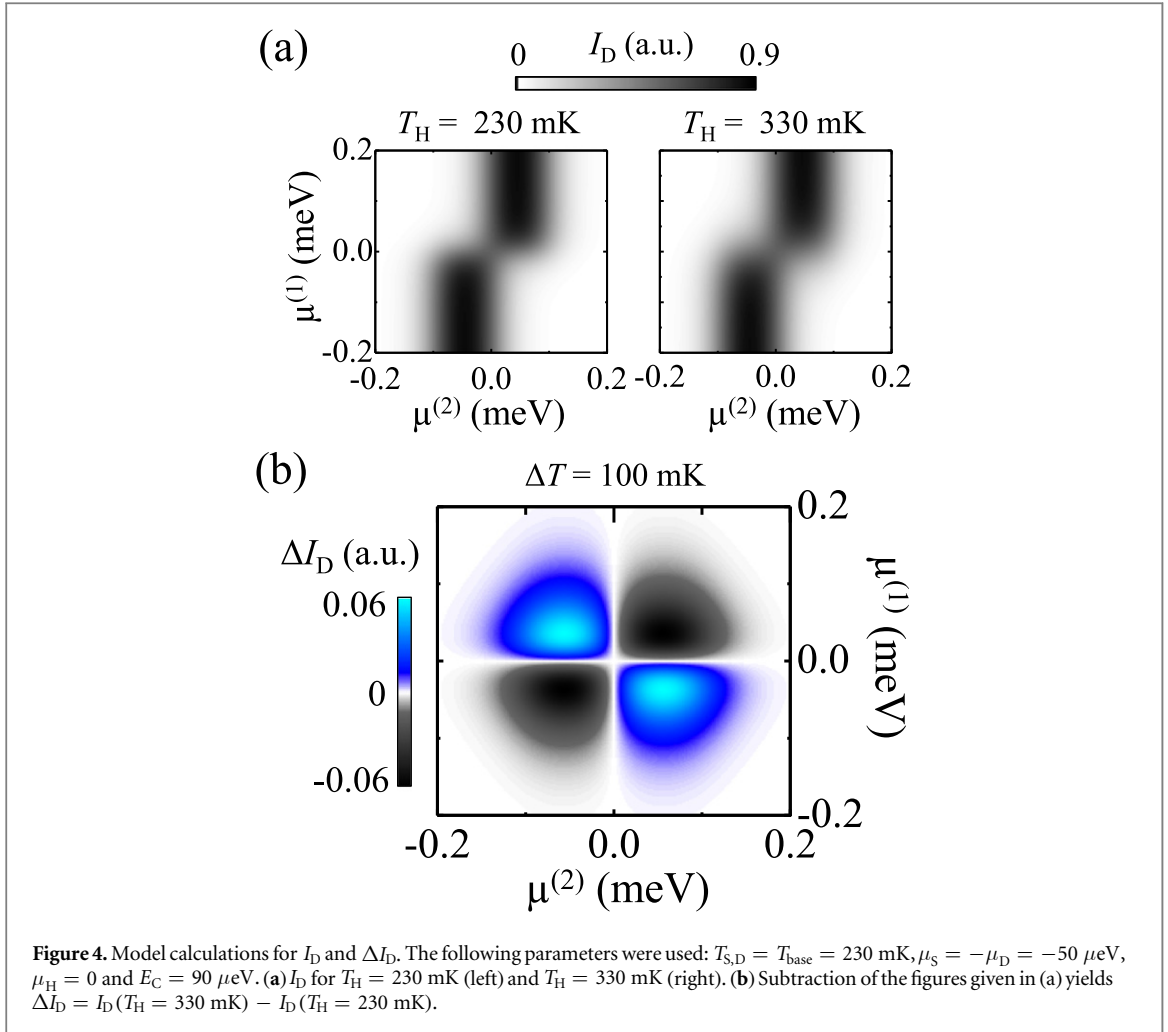 (a)
0 I_D (a.u.) 0.9
T_H = 230 mK T_H = 330 mK
0.2
μ^(1) (meV)
0.0
-0.2
-0.2 0.0 0.2 -0.2 0.0 0.2
μ^(2) (meV) μ^(2) (meV)
(b)
ΔT = 100 mK
ΔI_D (a.u.)
0.06
0
-0.06
0.2
μ^(1) (meV)
0.0
-0.2
-0.2 0.0 0.2
μ^(2) (meV)
Figure 4. Model calculations for I_D and ΔI_D. The following parameters were used: T_S,D = T_base = 230 mK, μ_S = −μ_D = −50 μeV,
μ_H = 0 and E_C = 90 μeV. (a) I_D for T_H = 230 mK (left) and T_H = 330 mK (right). (b) Subtraction of the figures given in (a) yields
ΔI_D = I_D(T_H = 330 mK) − I_D(T_H = 230 mK).